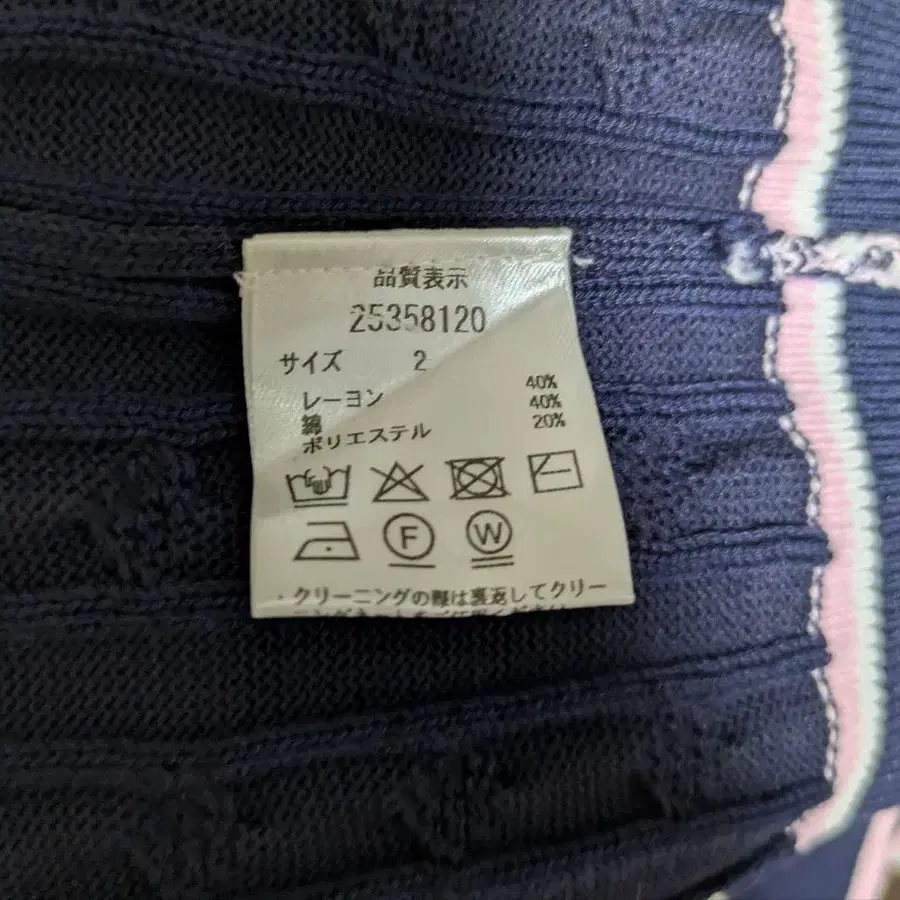 品質表示
25358120
サイズ 2
レーヨン 40%
綿 40%
ポリエステル 20%
F W
・クリーニングの際は裏返してクリー